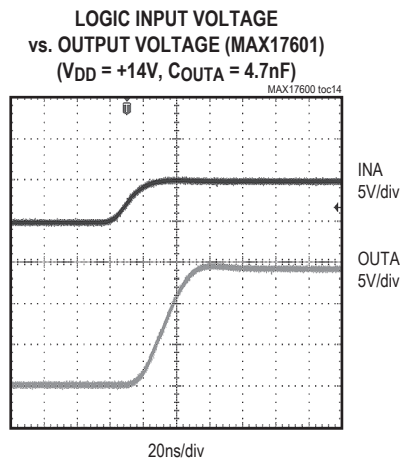 LOGIC INPUT VOLTAGE
vs. OUTPUT VOLTAGE (MAX17601)
(VDD = +14V, COUTA = 4.7nF)
MAX17600 toc14
T
INA
5V/div
OUTA
5V/div
20ns/div